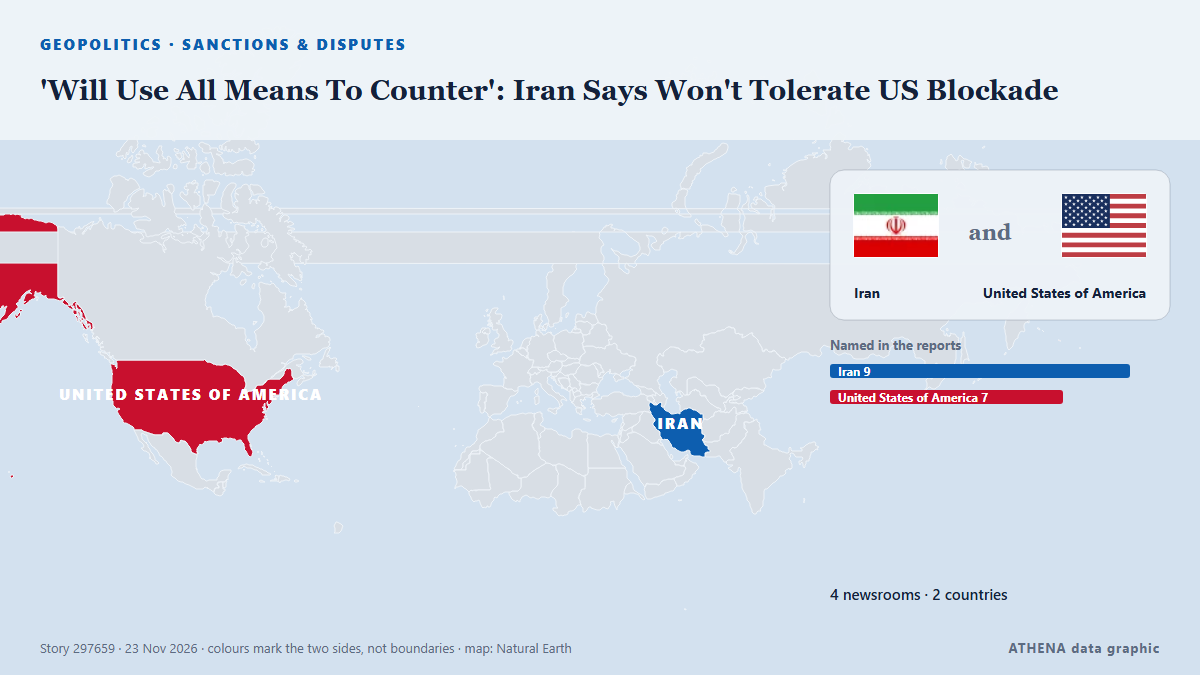 GEOPOLITICS · SANCTIONS & DISPUTES
'Will Use All Means To Counter': Iran Says Won't Tolerate US Blockade
and
Iran
United States of America
Named in the reports
Iran 9
United States of America 7
UNITED STATES OF AMERICA
IRAN
4 newsrooms · 2 countries
Story 297659 · 23 Nov 2026 · colours mark the two sides, not boundaries · map: Natural Earth
ATHENA data graphic